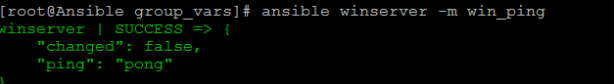 [root@Ansible group_vars]# ansible winserver -m win_ping
winserver | SUCCESS => {
    "changed": false,
    "ping": "pong"
}